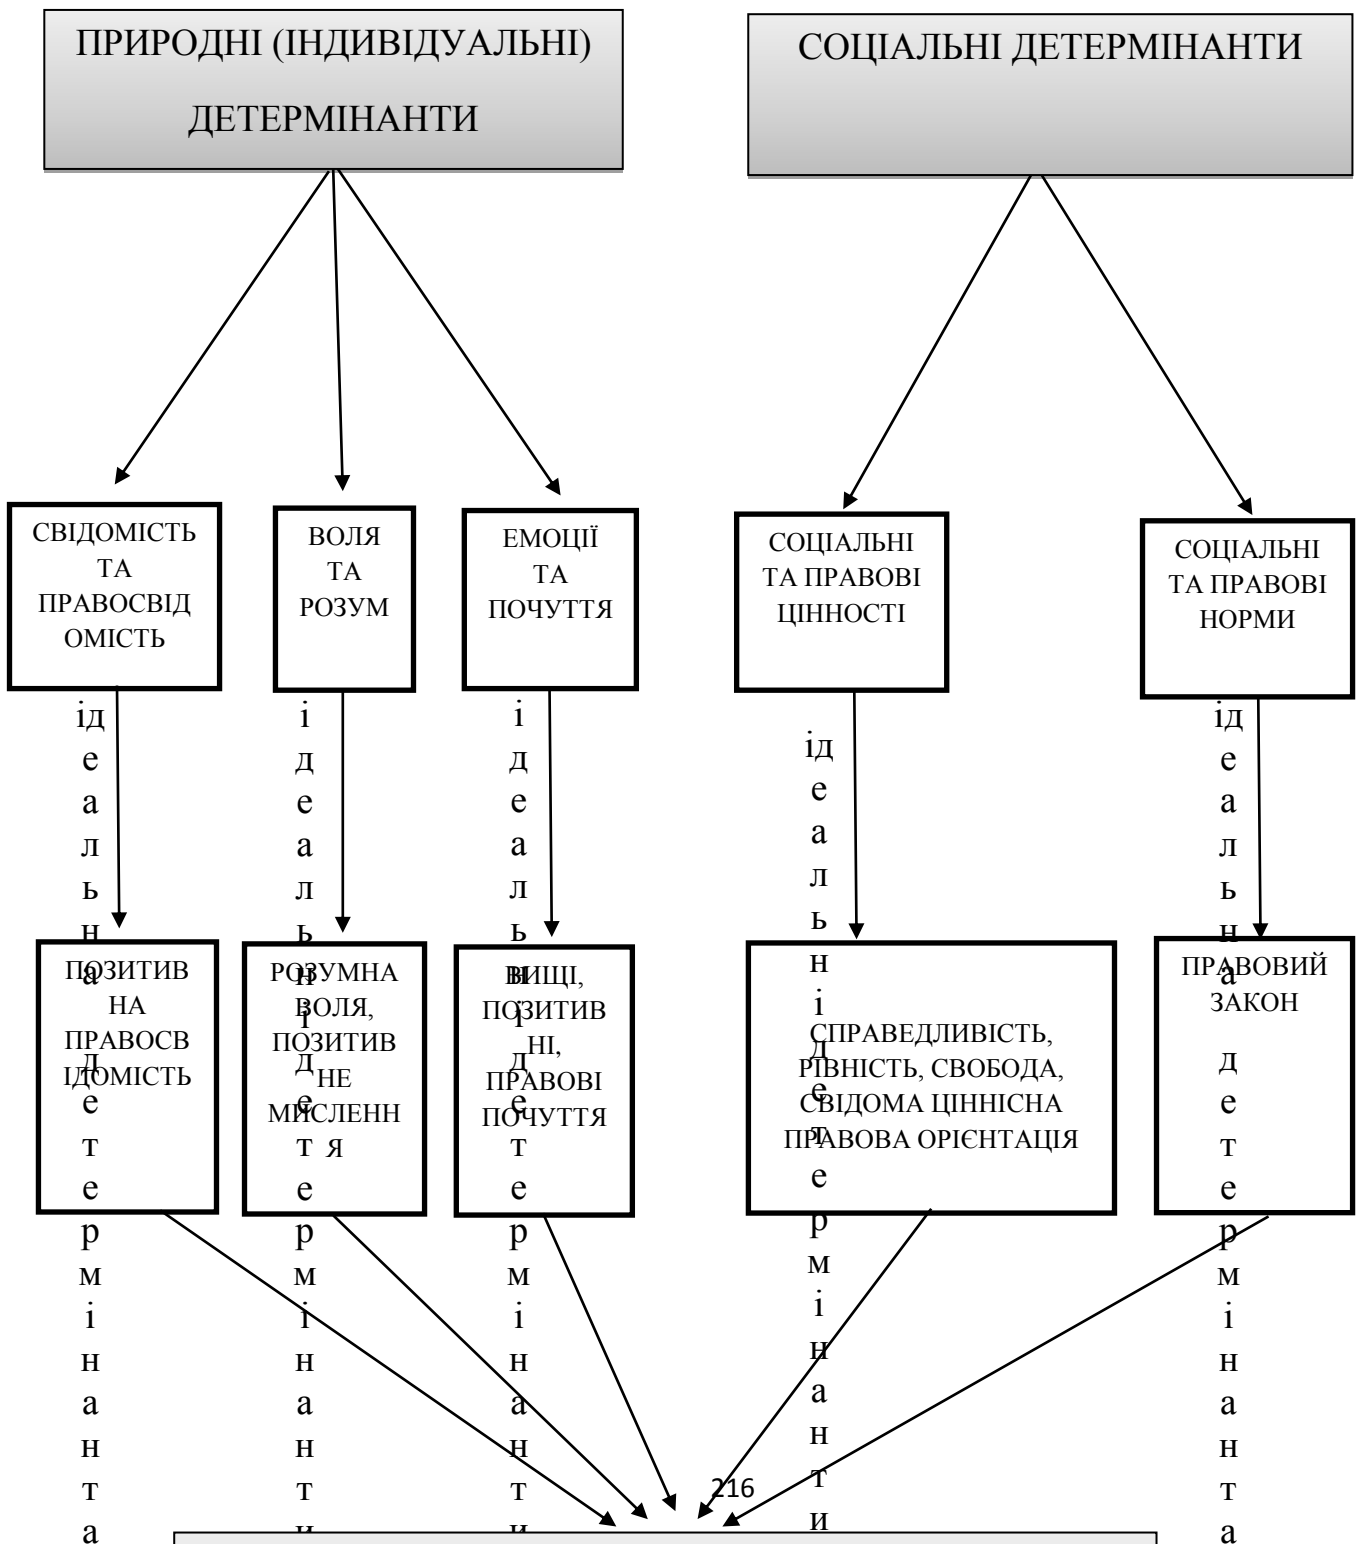 ПРИРОДНІ (ІНДИВІДУАЛЬНІ)
ДЕТЕРМІНАНТИ
СОЦІАЛЬНІ ДЕТЕРМІНАНТИ
СВІДОМІСТЬ
ТА
ПРАВОСВІД
ОМІСТЬ
ВОЛЯ
ТА
РОЗУМ
ЕМОЦІЇ
ТА
ПОЧУТТЯ
СОЦІАЛЬНІ
ТА ПРАВОВІ
ЦІННОСТІ
СОЦІАЛЬНІ
ТА ПРАВОВІ
НОРМИ
ідеальна детермінанта
ідеальні детермінанти
ідеальні детермінанти
ідеальні детермінанти
ідеальна детермінанта
ПОЗИТИВ
НА
ПРАВОСВ
ІДОМІСТЬ
РОЗУМНА
ВОЛЯ,
ПОЗИТИВ
НЕ
МИСЛЕНН
Я
ВИЩІ,
ПОЗИТИВ
НІ,
ПРАВОВІ
ПОЧУТТЯ
СПРАВЕДЛИВІСТЬ,
РІВНІСТЬ, СВОБОДА,
СВІДОМА ЦІННІСНА
ПРАВОВА ОРІЄНТАЦІЯ
ПРАВОВИЙ
ЗАКОН
216